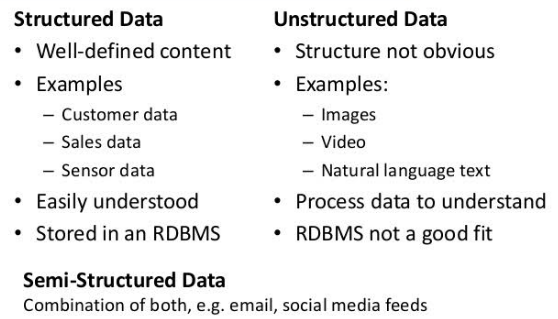 Structured Data
• Well-defined content
• Examples
– Customer data
– Sales data
– Sensor data
• Easily understood
• Stored in an RDBMS
Unstructured Data
• Structure not obvious
• Examples:
– Images
– Video
– Natural language text
• Process data to understand
• RDBMS not a good fit
Semi-Structured Data
Combination of both, e.g. email, social media feeds